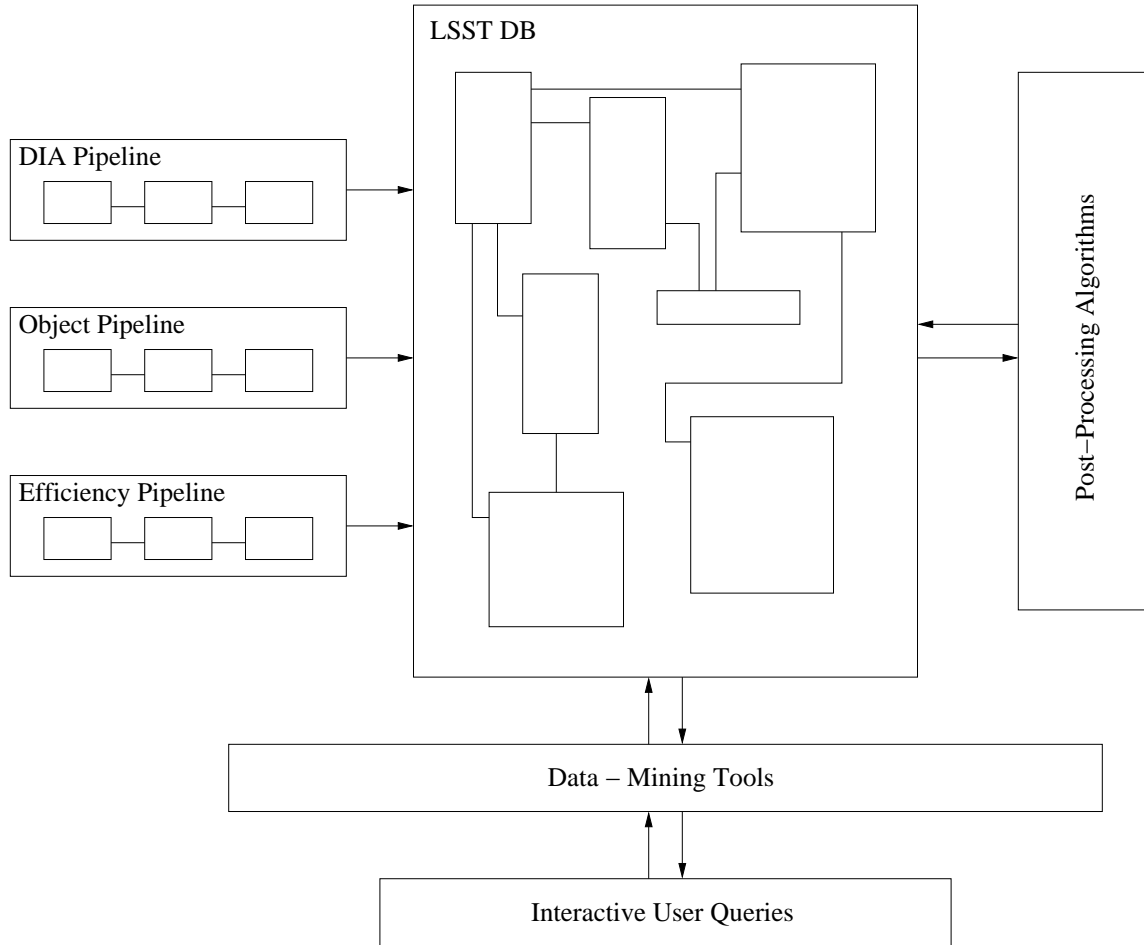 LSST DB
DIA Pipeline
Object Pipeline
Efficiency Pipeline
Post−Processing Algorithms
Data − Mining Tools
Interactive User Queries